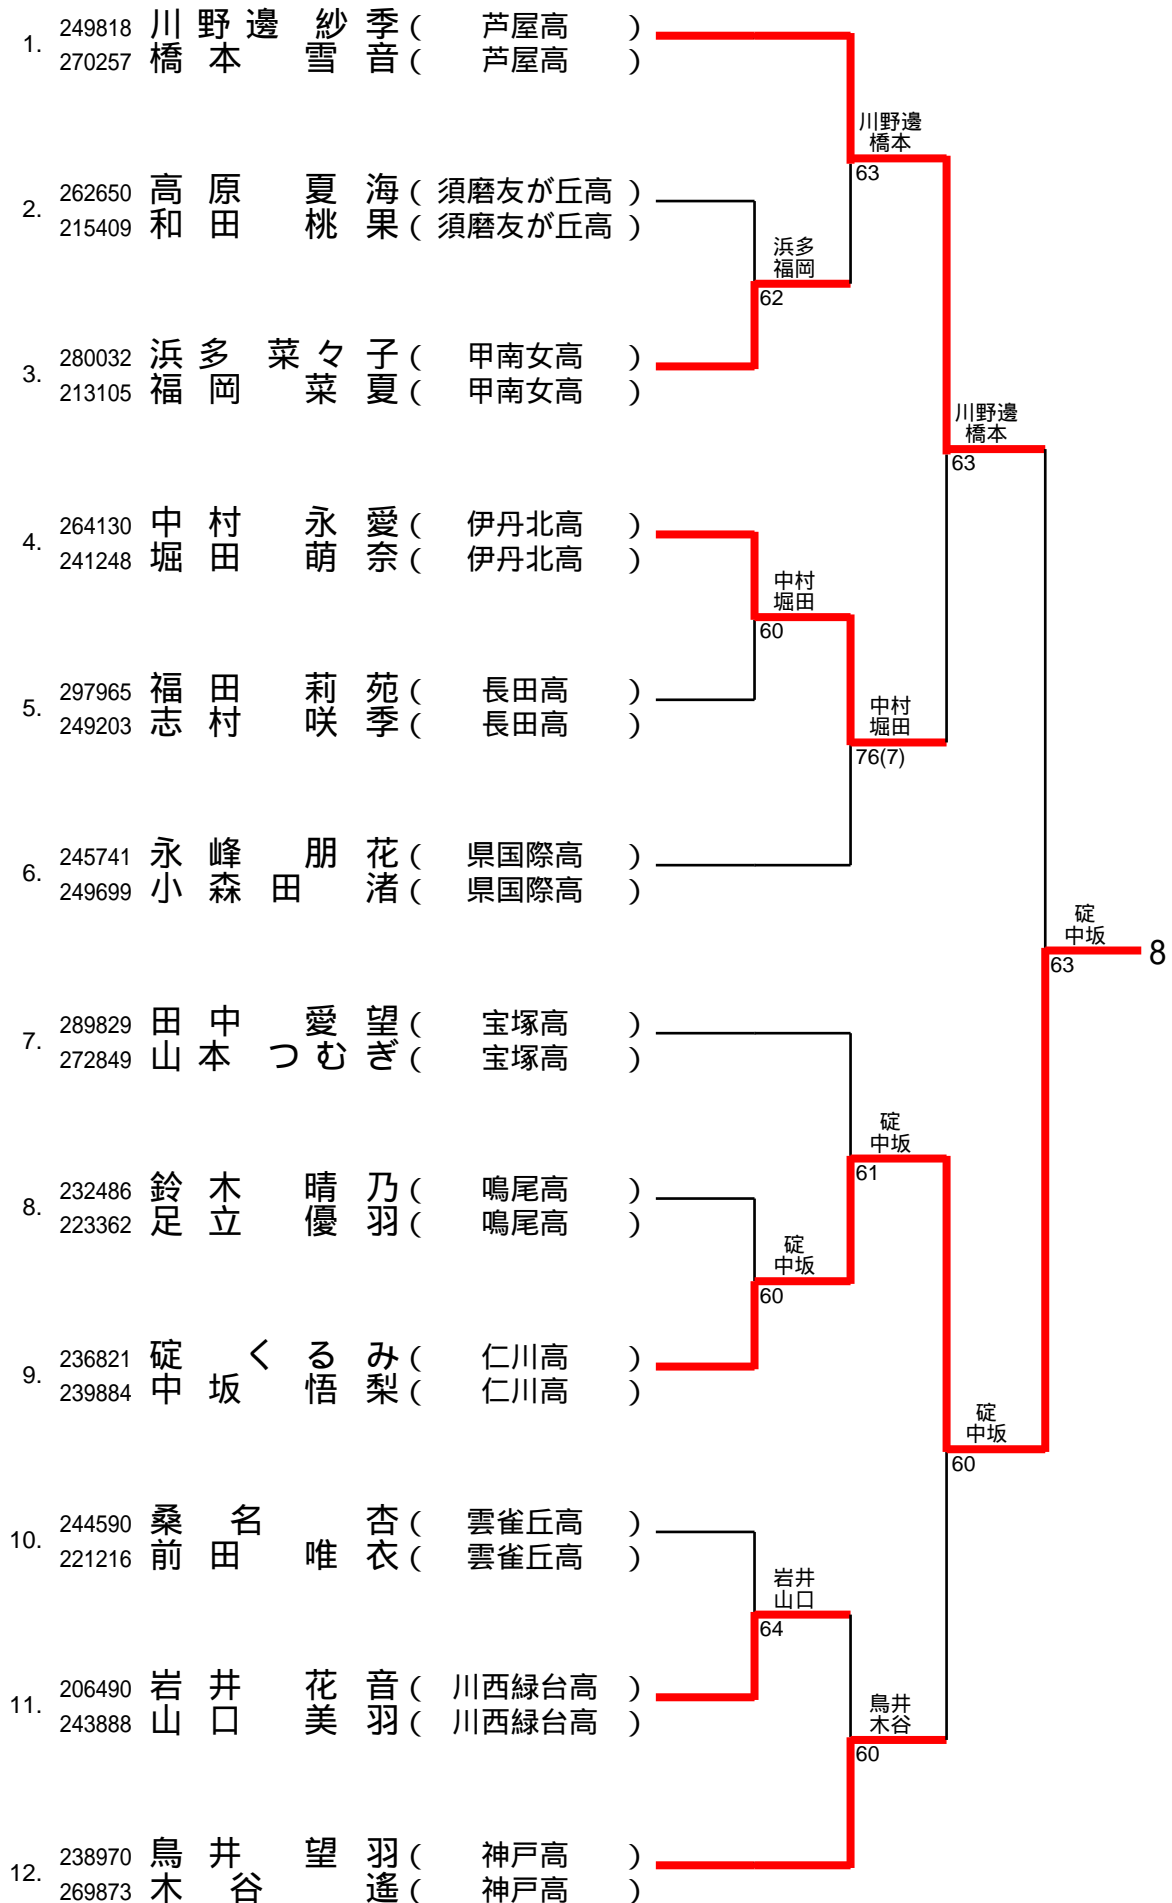 1. 249818 川野邊 紗季 ( 芦屋高 )
270257 橋本 雪音 ( 芦屋高 )
川野邊
橋本
63
2. 262650 高原 夏海 ( 須磨友が丘高 )
215409 和田 桃果 ( 須磨友が丘高 )
浜多
福岡
62
3. 280032 浜多 菜々子 ( 甲南女高 )
213105 福岡 菜夏 ( 甲南女高 )
川野邊
橋本
63
4. 264130 中村 永愛 ( 伊丹北高 )
241248 堀田 萌奈 ( 伊丹北高 )
中村
堀田
60
5. 297965 福田 莉苑 ( 長田高 )
249203 志村 咲季 ( 長田高 )
中村
堀田
76(7)
6. 245741 永峰 朋花 ( 県国際高 )
249699 小森田 渚 ( 県国際高 )
碇
中坂
63
8
7. 289829 田中 愛望 ( 宝塚高 )
272849 山本 つむぎ ( 宝塚高 )
碇
中坂
61
8. 232486 鈴木 晴乃 ( 鳴尾高 )
223362 足立 優羽 ( 鳴尾高 )
碇
中坂
60
9. 236821 碇 くるみ ( 仁川高 )
239884 中坂 悟梨 ( 仁川高 )
碇
中坂
60
10. 244590 桑名 杏 ( 雲雀丘高 )
221216 前田 唯衣 ( 雲雀丘高 )
岩井
山口
64
11. 206490 岩井 花音 ( 川西緑台高 )
243888 山口 美羽 ( 川西緑台高 )
鳥井
木谷
60
12. 238970 鳥井 望羽 ( 神戸高 )
269873 木谷 遙 ( 神戸高 )